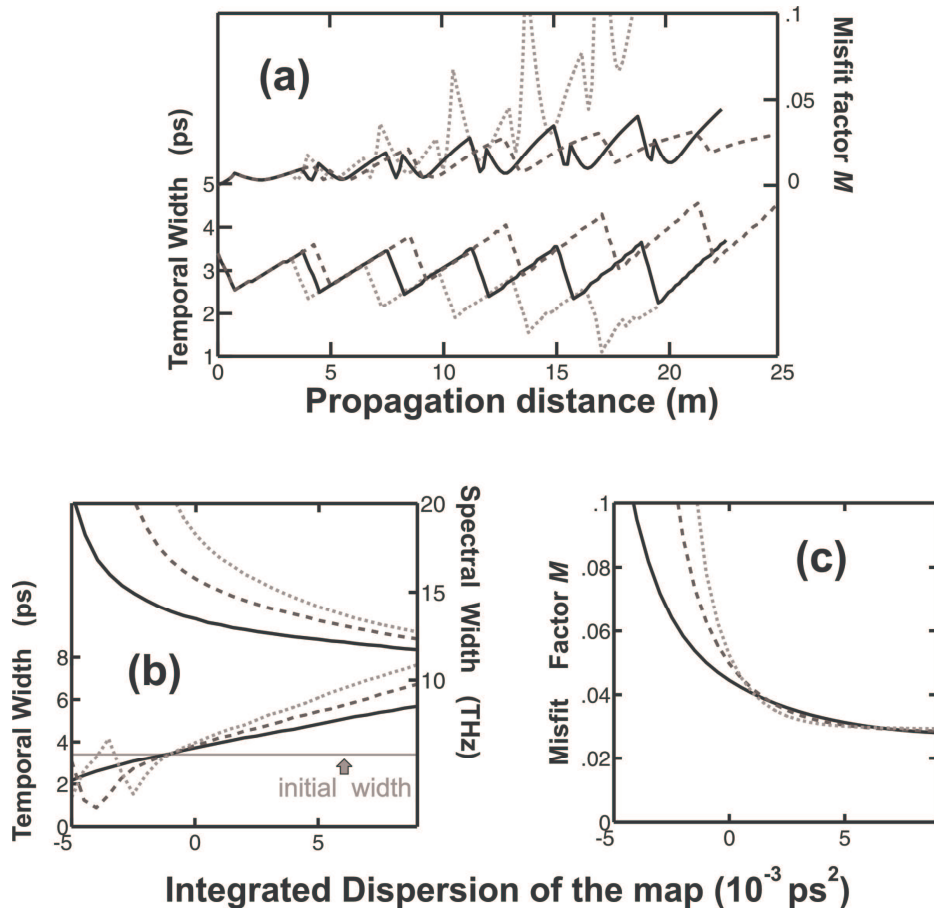 (a)
Temporal Width (ps)
5
4
3
2
1
.1
.05
0
Misfit factor M
0 5 10 15 20 25
Propagation distance (m)
(b)
Temporal Width (ps)
8
6
4
2
0
20
15
10
Spectral Width (THz)
initial width
-5 0 5
(c)
Misfit Factor M
.1
.08
.06
.04
.02
0
-5 0 5
Integrated Dispersion of the map (10⁻³ ps²)